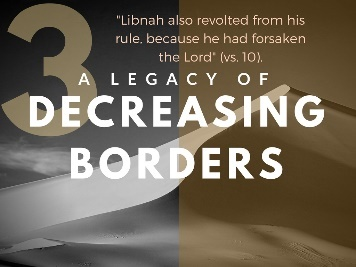 3
"Libnah also revolted from his
rule, because he had forsaken
the Lord" (vs. 10).
A LEGACY OF
DECREASING
BORDERS